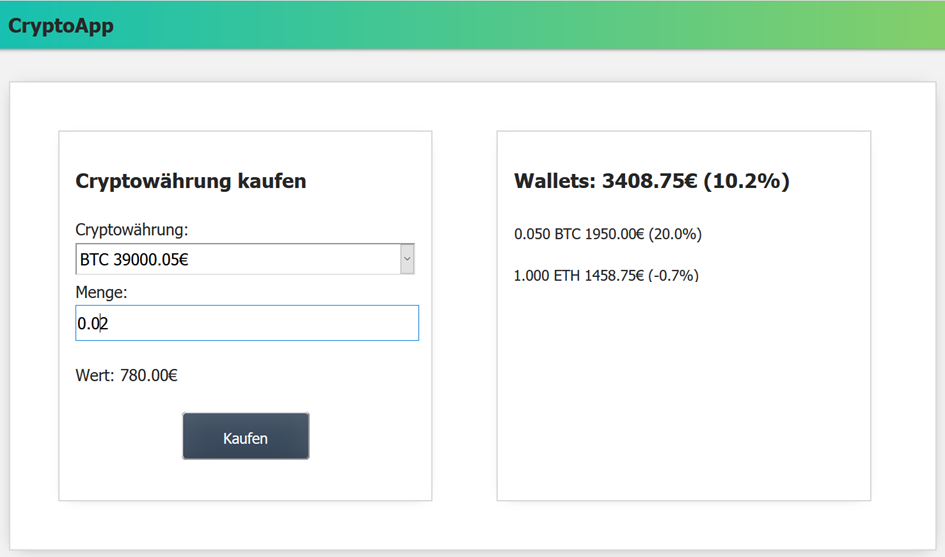 CryptoApp
Cryptowährung kaufen
Cryptowährung:
BTC 39000.05€
Menge:
0.02
Wert: 780.00€
Kaufen
Wallets: 3408.75€ (10.2%)
0.050 BTC 1950.00€ (20.0%)
1.000 ETH 1458.75€ (-0.7%)